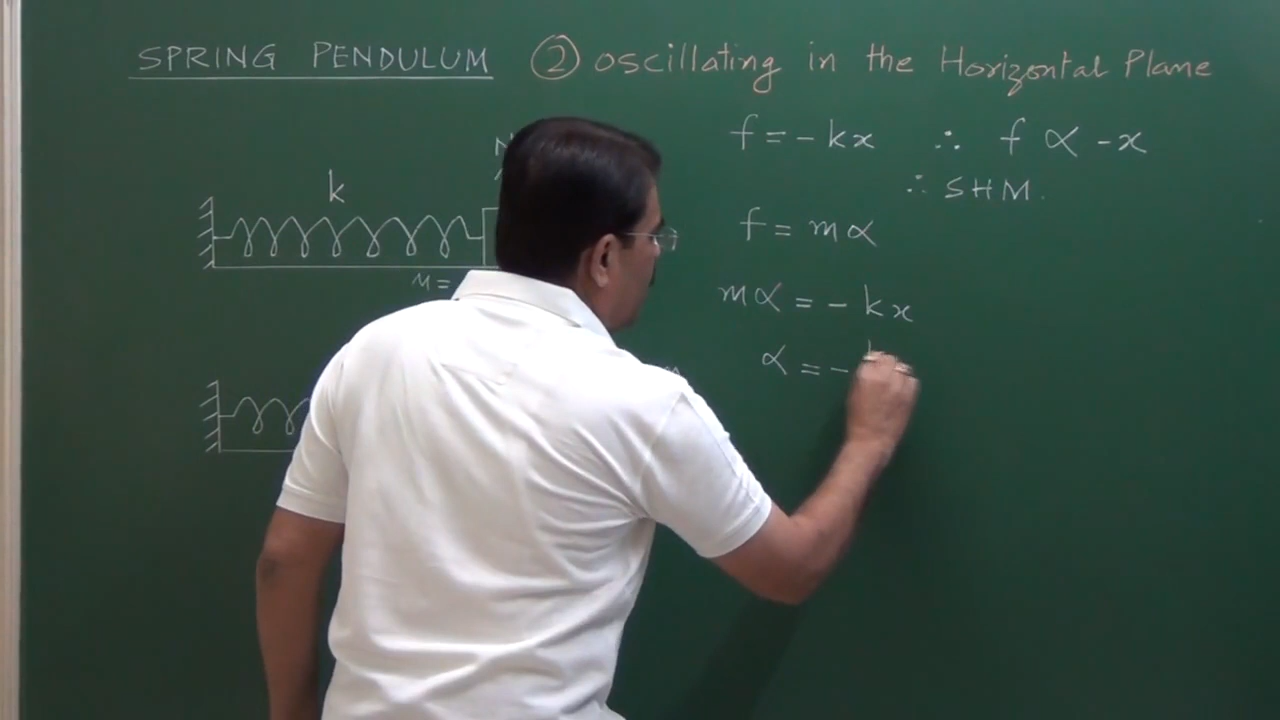 SPRING PENDULUM ② oscillating in the Horizontal Plane
f = - kx ∴ f ∝ -x
∴ SHM.
k
f = mα
μ =
mα = - kx
α = -